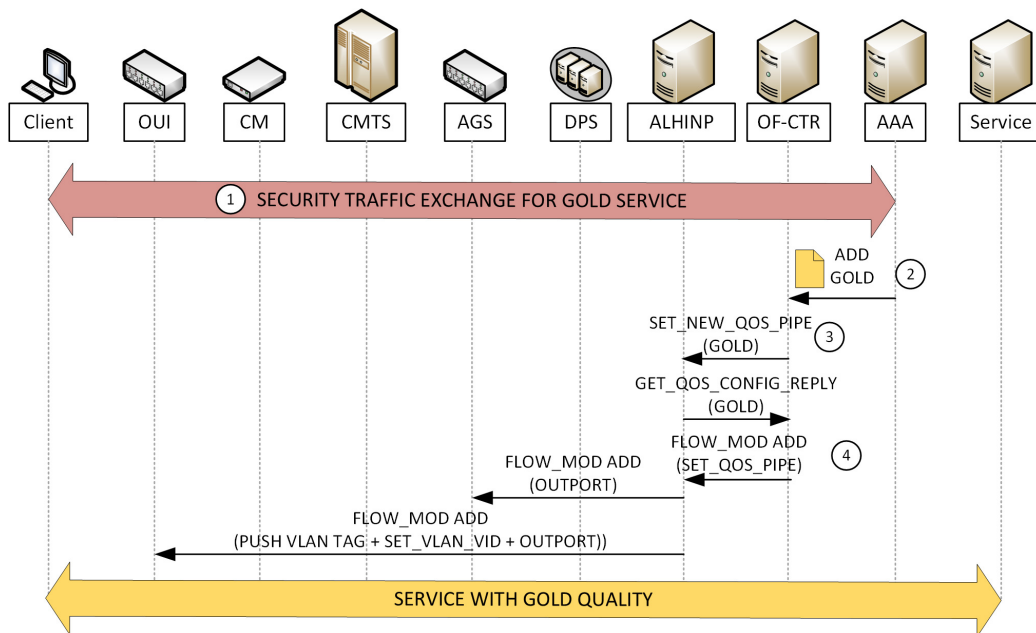 Client
OUI
CM
CMTS
AGS
DPS
ALHINP
OF-CTR
AAA
Service
1 SECURITY TRAFFIC EXCHANGE FOR GOLD SERVICE
ADD
GOLD
2
SET_NEW_QOS_PIPE
(GOLD)
3
GET_QOS_CONFIG_REPLY
(GOLD)
FLOW_MOD ADD
(SET_QOS_PIPE)
4
FLOW_MOD ADD
(OUTPORT)
FLOW_MOD ADD
(PUSH VLAN TAG + SET_VLAN_VID + OUTPORT))
SERVICE WITH GOLD QUALITY